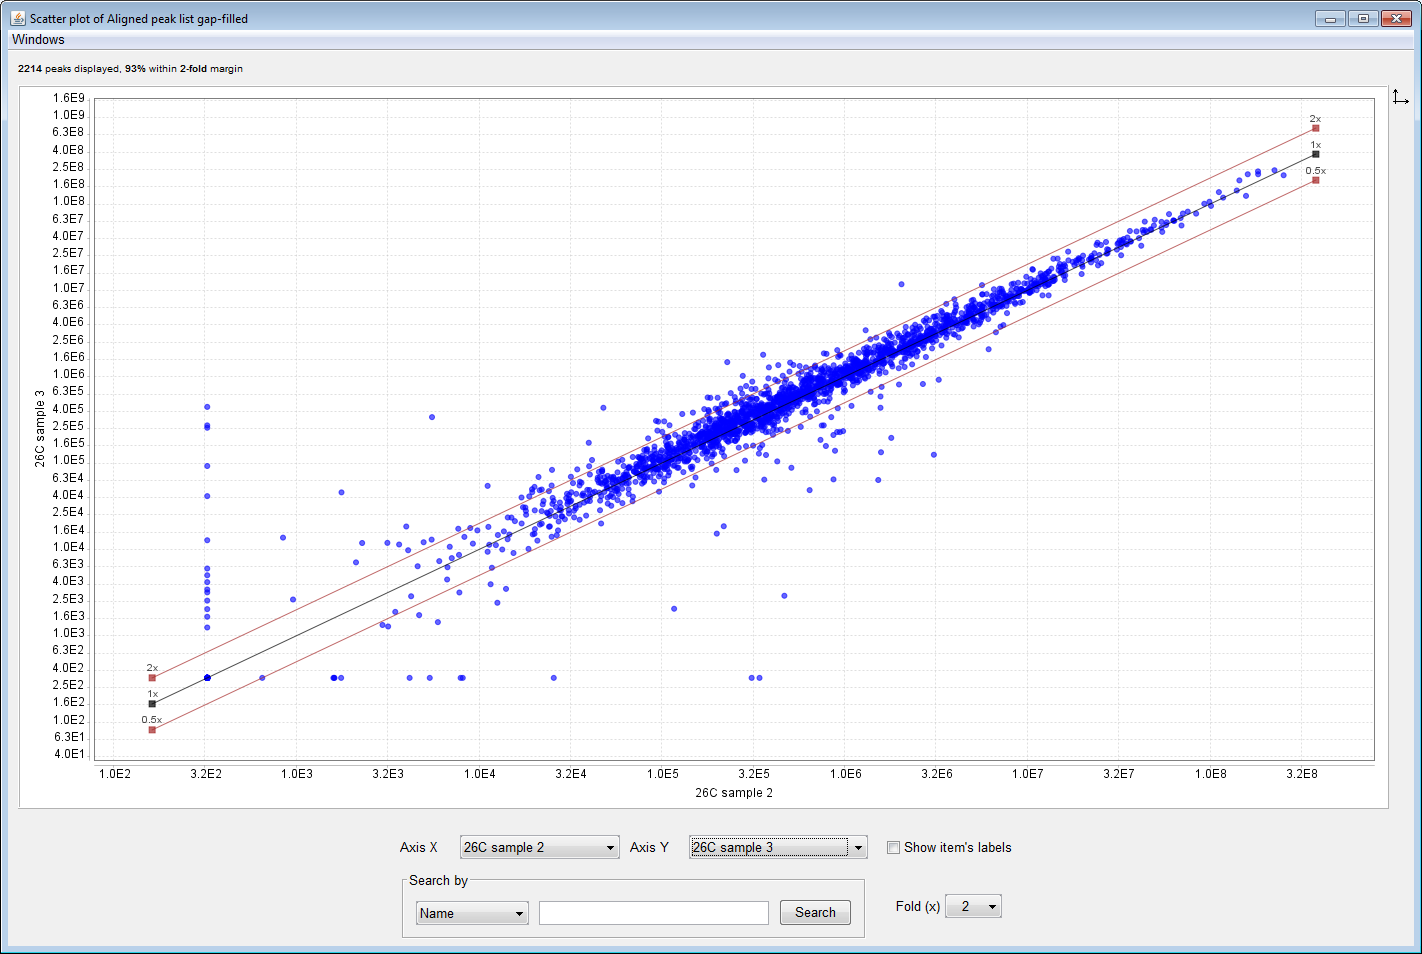 Scatter plot of Aligned peak list gap-filled
Windows
2214 peaks displayed, 93% within 2-fold margin
1.6E9
1.0E9
6.3E8
4.0E8
2.5E8
1.6E8
1.0E8
6.3E7
4.0E7
2.5E7
1.6E7
1.0E7
6.3E6
4.0E6
2.5E6
1.6E6
1.0E6
6.3E5
4.0E5
2.5E5
1.6E5
1.0E5
6.3E4
4.0E4
2.5E4
1.6E4
1.0E4
6.3E3
4.0E3
2.5E3
1.6E3
1.0E3
6.3E2
4.0E2
2.5E2
1.6E2
1.0E2
6.3E1
4.0E1
26C sample 3
2x
1x
0.5x
2x
1x
0.5x
1.0E2 3.2E2 1.0E3 3.2E3 1.0E4 3.2E4 1.0E5 3.2E5 1.0E6 3.2E6 1.0E7 3.2E7 1.0E8 3.2E8
26C sample 2
Axis X 26C sample 2 Axis Y 26C sample 3 Show item's labels
Search by
Name Search Fold (x) 2